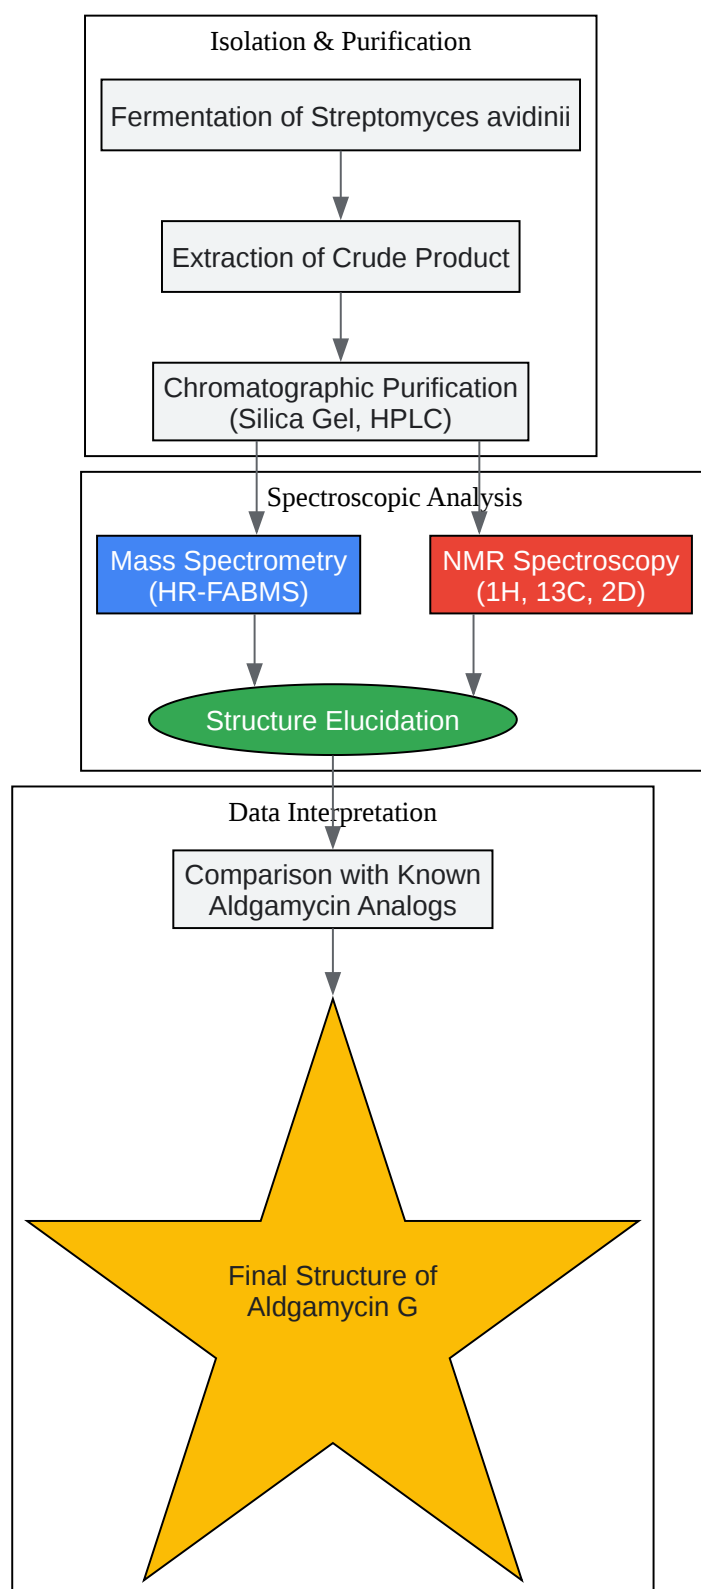 Isolation & Purification
Fermentation of Streptomyces avidinii
Extraction of Crude Product
Chromatographic Purification
(Silica Gel, HPLC)
Spectroscopic Analysis
Mass Spectrometry
(HR-FABMS)
NMR Spectroscopy
(1H, 13C, 2D)
Structure Elucidation
Data Interpretation
Comparison with Known
Aldgamycin Analogs
Final Structure of
Aldgamycin G